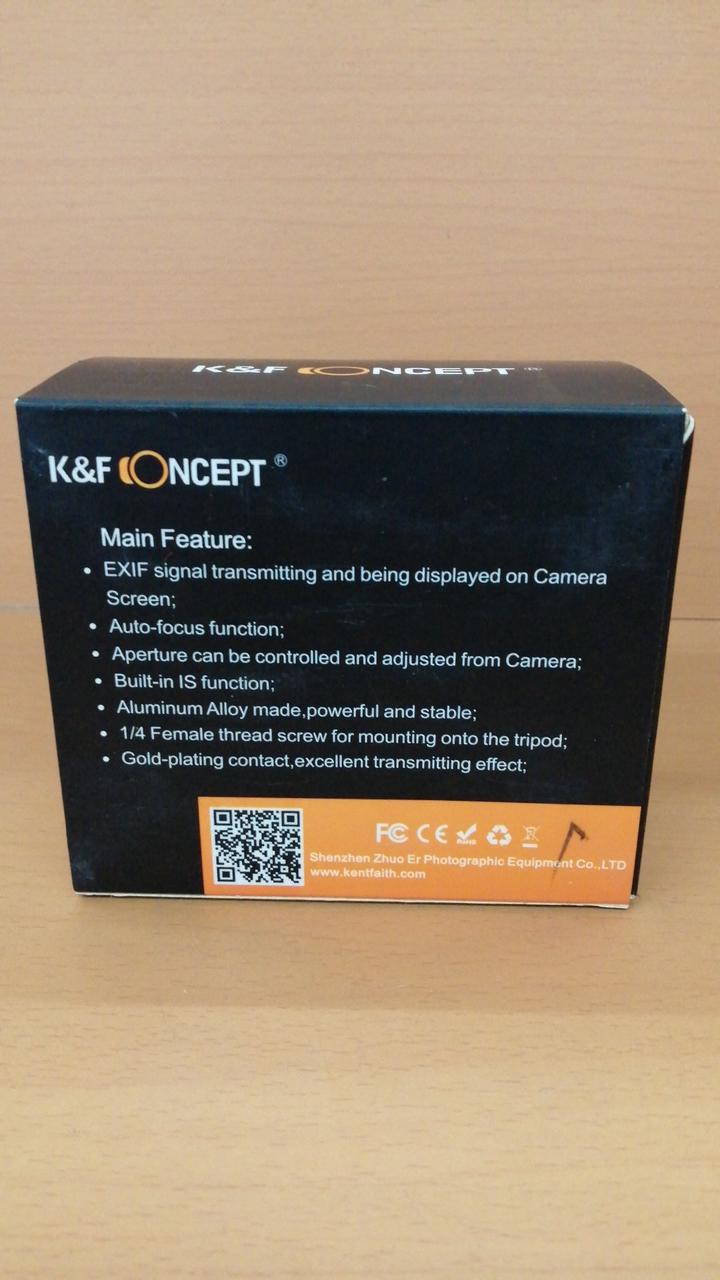 K&F CONCEPT ®
K&F CONCEPT ®
Main Feature:
• EXIF signal transmitting and being displayed on Camera
Screen;
• Auto-focus function;
• Aperture can be controlled and adjusted from Camera;
• Built-in IS function;
• Aluminum Alloy made,powerful and stable;
• 1/4 Female thread screw for mounting onto the tripod;
• Gold-plating contact,excellent transmitting effect;
FC CE RoHS
Shenzhen Zhuo Er Photographic Equipment Co.,LTD
www.kentfaith.com